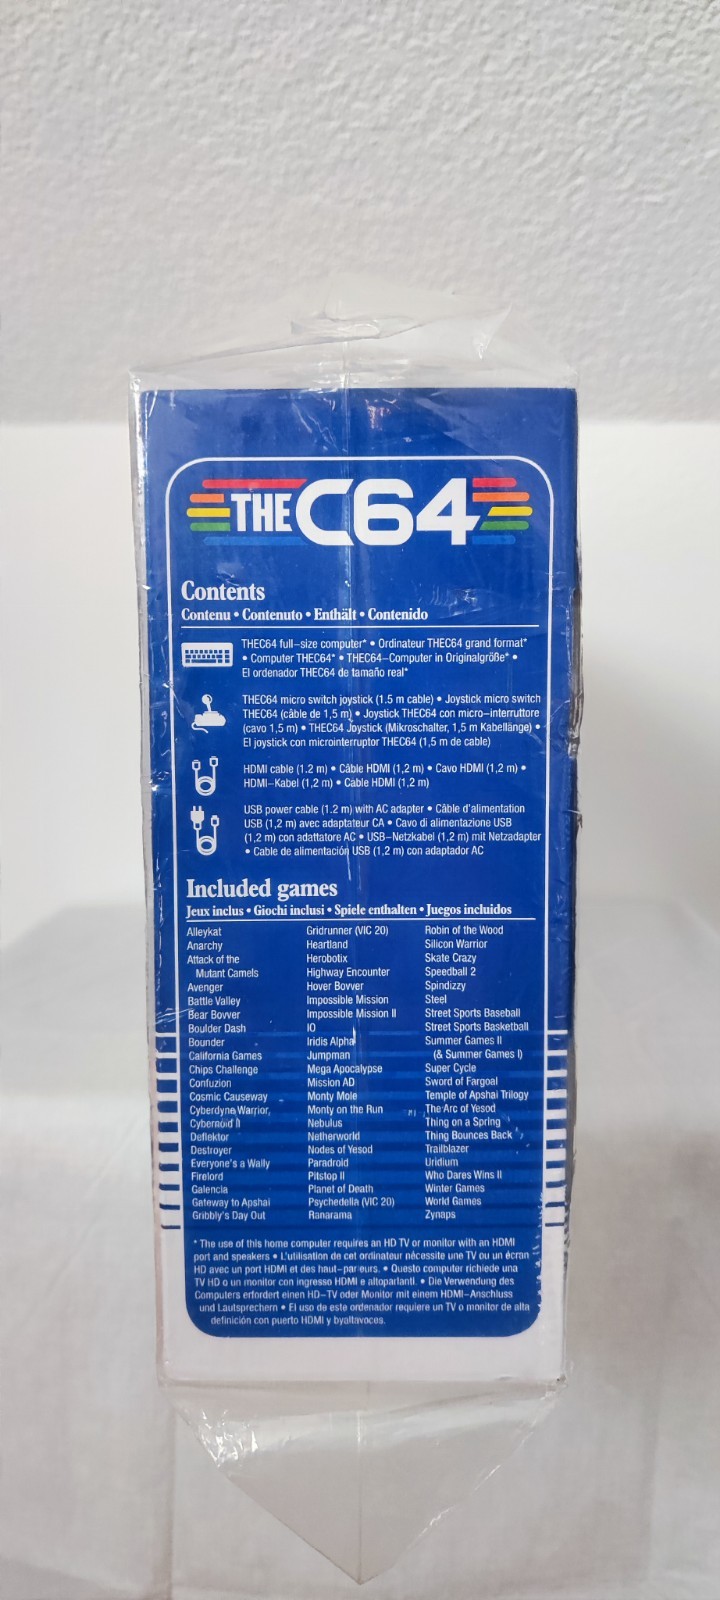 THE C64
Contents
Contenu • Contenuto • Enthält • Contenido
THEC64 full-size computer* • Ordinateur THEC64 grand format*
• Computer THEC64* • THEC64-Computer in Originalgröße* •
El ordenador THEC64 de tamaño real*
THEC64 micro switch joystick (1.5 m cable) • Joystick micro switch
THEC64 (câble de 1,5 m) • Joystick THEC64 con micro-interruttore
(cavo 1,5 m) • THEC64 Joystick (Mikroschalter, 1,5 m Kabellänge) •
El joystick con microinterruptor THEC64 (1,5 m de cable)
HDMI cable (1.2 m) • Câble HDMI (1,2 m) • Cavo HDMI (1,2 m) •
HDMI-Kabel (1,2 m) • Cable HDMI (1,2 m)
USB power cable (1.2 m) with AC adapter • Câble d'alimentation
USB (1,2 m) avec adaptateur CA • Cavo di alimentazione USB
(1,2 m) con adattatore AC • USB-Netzkabel (1,2 m) mit Netzadapter
• Cable de alimentación USB (1,2 m) con adaptador AC
Included games
Jeux inclus • Giochi inclusi • Spiele enthalten • Juegos incluidos
Alleykat
Anarchy
Attack of the
Mutant Camels
Avenger
Battle Valley
Bear Bovver
Boulder Dash
Bounder
California Games
Chips Challenge
Confuzion
Cosmic Causeway
Cyberdyne Warrior
Cybernoid II
Deflektor
Destroyer
Everyone's a Wally
Firelord
Galencia
Gateway to Apshai
Gribbly's Day Out
Gridrunner (VIC 20)
Heartland
Herobotix
Highway Encounter
Hover Bovver
Impossible Mission
Impossible Mission II
IO
Iridis Alpha
Jumpman
Mega Apocalypse
Mission AD
Monty Mole
Monty on the Run
Nebulus
Netherworld
Nodes of Yesod
Paradroid
Pitstop II
Planet of Death
Psychedelia (VIC 20)
Ranarama
Robin of the Wood
Silicon Warrior
Skate Crazy
Speedball 2
Spindizzy
Steel
Street Sports Baseball
Street Sports Basketball
Summer Games II
(& Summer Games I)
Super Cycle
Sword of Fargoal
Temple of Apshai Trilogy
The Arc of Yesod
Thing on a Spring
Thing Bounces Back
Trailblazer
Uridium
Who Dares Wins II
Winter Games
World Games
Zynaps
* The use of this home computer requires an HD TV or monitor with an HDMI
port and speakers • L'utilisation de cet ordinateur nécessite une TV ou un écran
HD avec un port HDMI et des haut-parleurs. • Questo computer richiede una
TV HD o un monitor con ingresso HDMI e altoparlanti. • Die Verwendung des
Computers erfordert einen HD-TV oder Monitor mit einem HDMI-Anschluss
und Lautsprechern • El uso de este ordenador requiere un TV o monitor de alta
definición con puerto HDMI y byaltavoces.